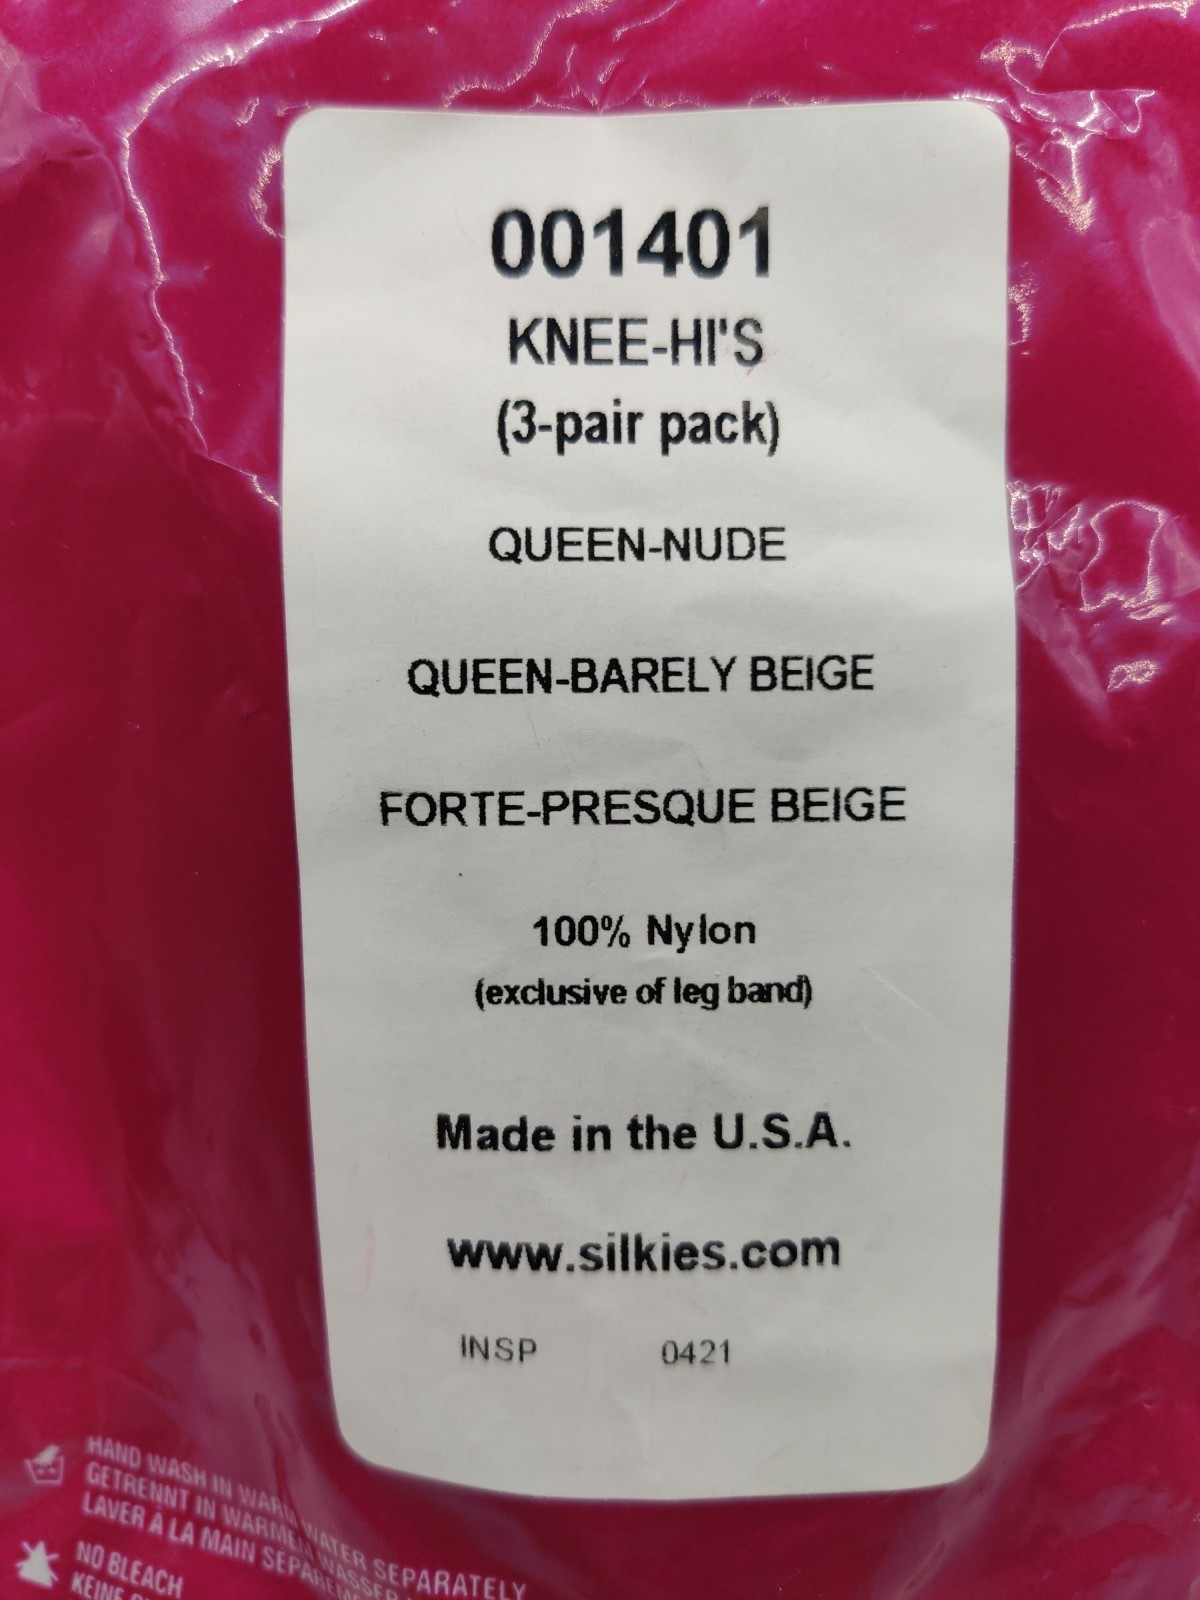 001401
KNEE-HI'S
(3-pair pack)
QUEEN-NUDE
QUEEN-BARELY BEIGE
FORTE-PRESQUE BEIGE
100% Nylon
(exclusive of leg band)
Made in the U.S.A.
www.silkies.com
INSP 0421
HAND WASH IN WARM WATER SEPARATELY
GETRENNT IN WARMEN WASSER
LAVER À LA MAIN
NO BLEACH
KEINE